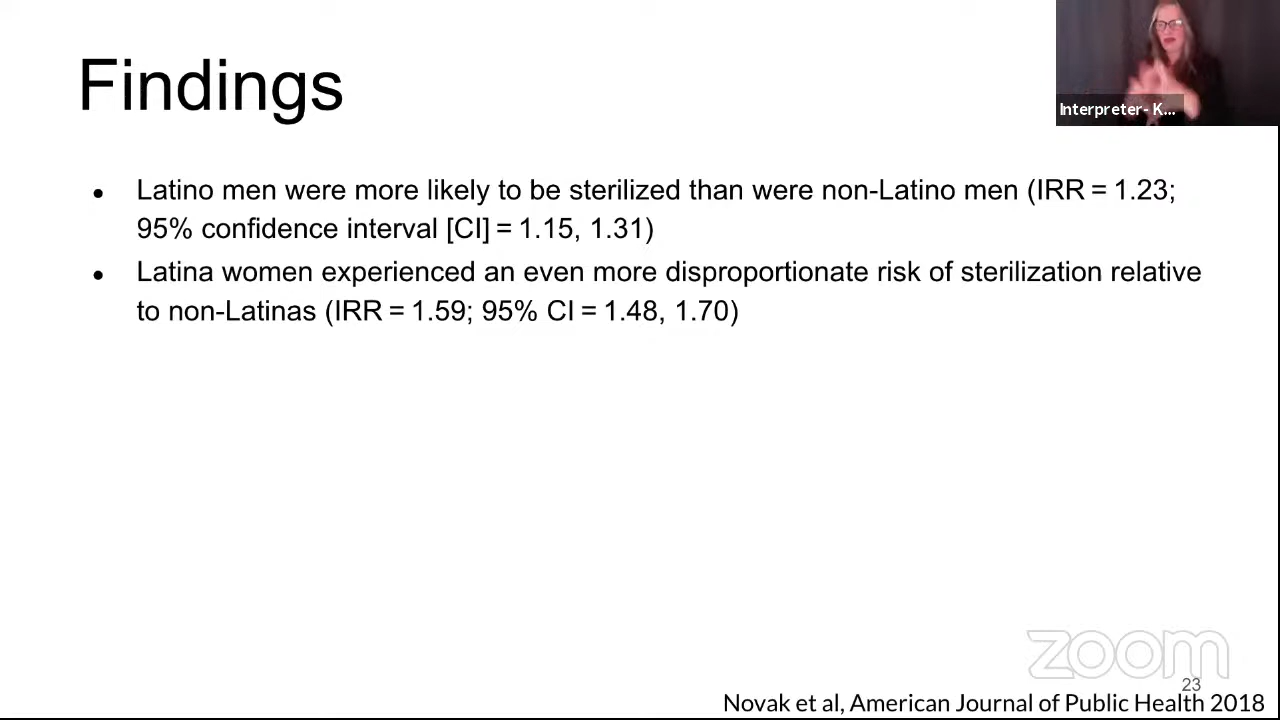 Findings
Interpreter- K...
● Latino men were more likely to be sterilized than were non-Latino men (IRR = 1.23;
95% confidence interval [CI] = 1.15, 1.31)
● Latina women experienced an even more disproportionate risk of sterilization relative
to non-Latinas (IRR = 1.59; 95% CI = 1.48, 1.70)
zoom
23
Novak et al, American Journal of Public Health 2018